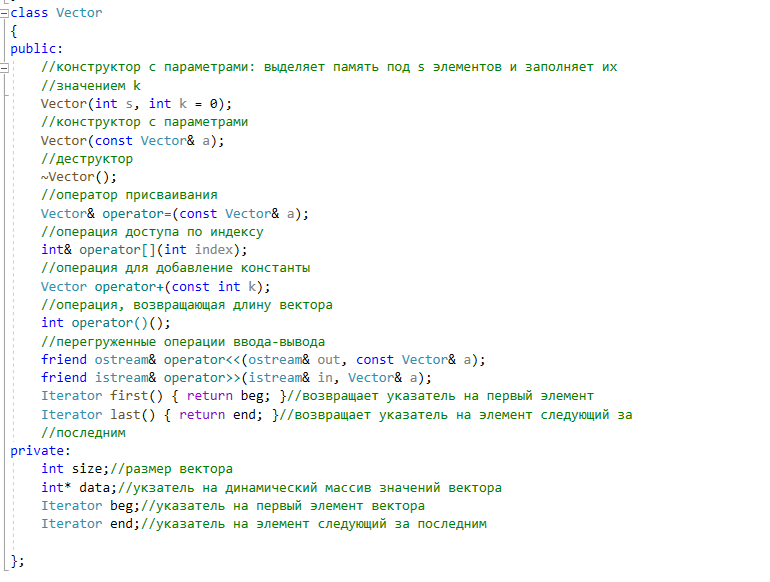 class Vector
{
public:
//конструктор с параметрами: выделяет память под s элементов и заполняет их
//значением k
Vector(int s, int k = 0);
//конструктор с параметрами
Vector(const Vector& a);
//деструктор
~Vector();
//оператор присваивания
Vector& operator=(const Vector& a);
//операция доступа по индексу
int& operator[](int index);
//операция для добавление константы
Vector operator+(const int k);
//операция, возвращающая длину вектора
int operator()();
//перегруженные операции ввода-вывода
friend ostream& operator<<(ostream& out, const Vector& a);
friend istream& operator>>(istream& in, Vector& a);
Iterator first() { return beg; }//возвращает указатель на первый элемент
Iterator last() { return end; }//возвращает указатель на элемент следующий за
//последним
private:
int size;//размер вектора
int* data;//укзатель на динамический массив значений вектора
Iterator beg;//указатель на первый элемент вектора
Iterator end;//указатель на элемент следующий за последним
};